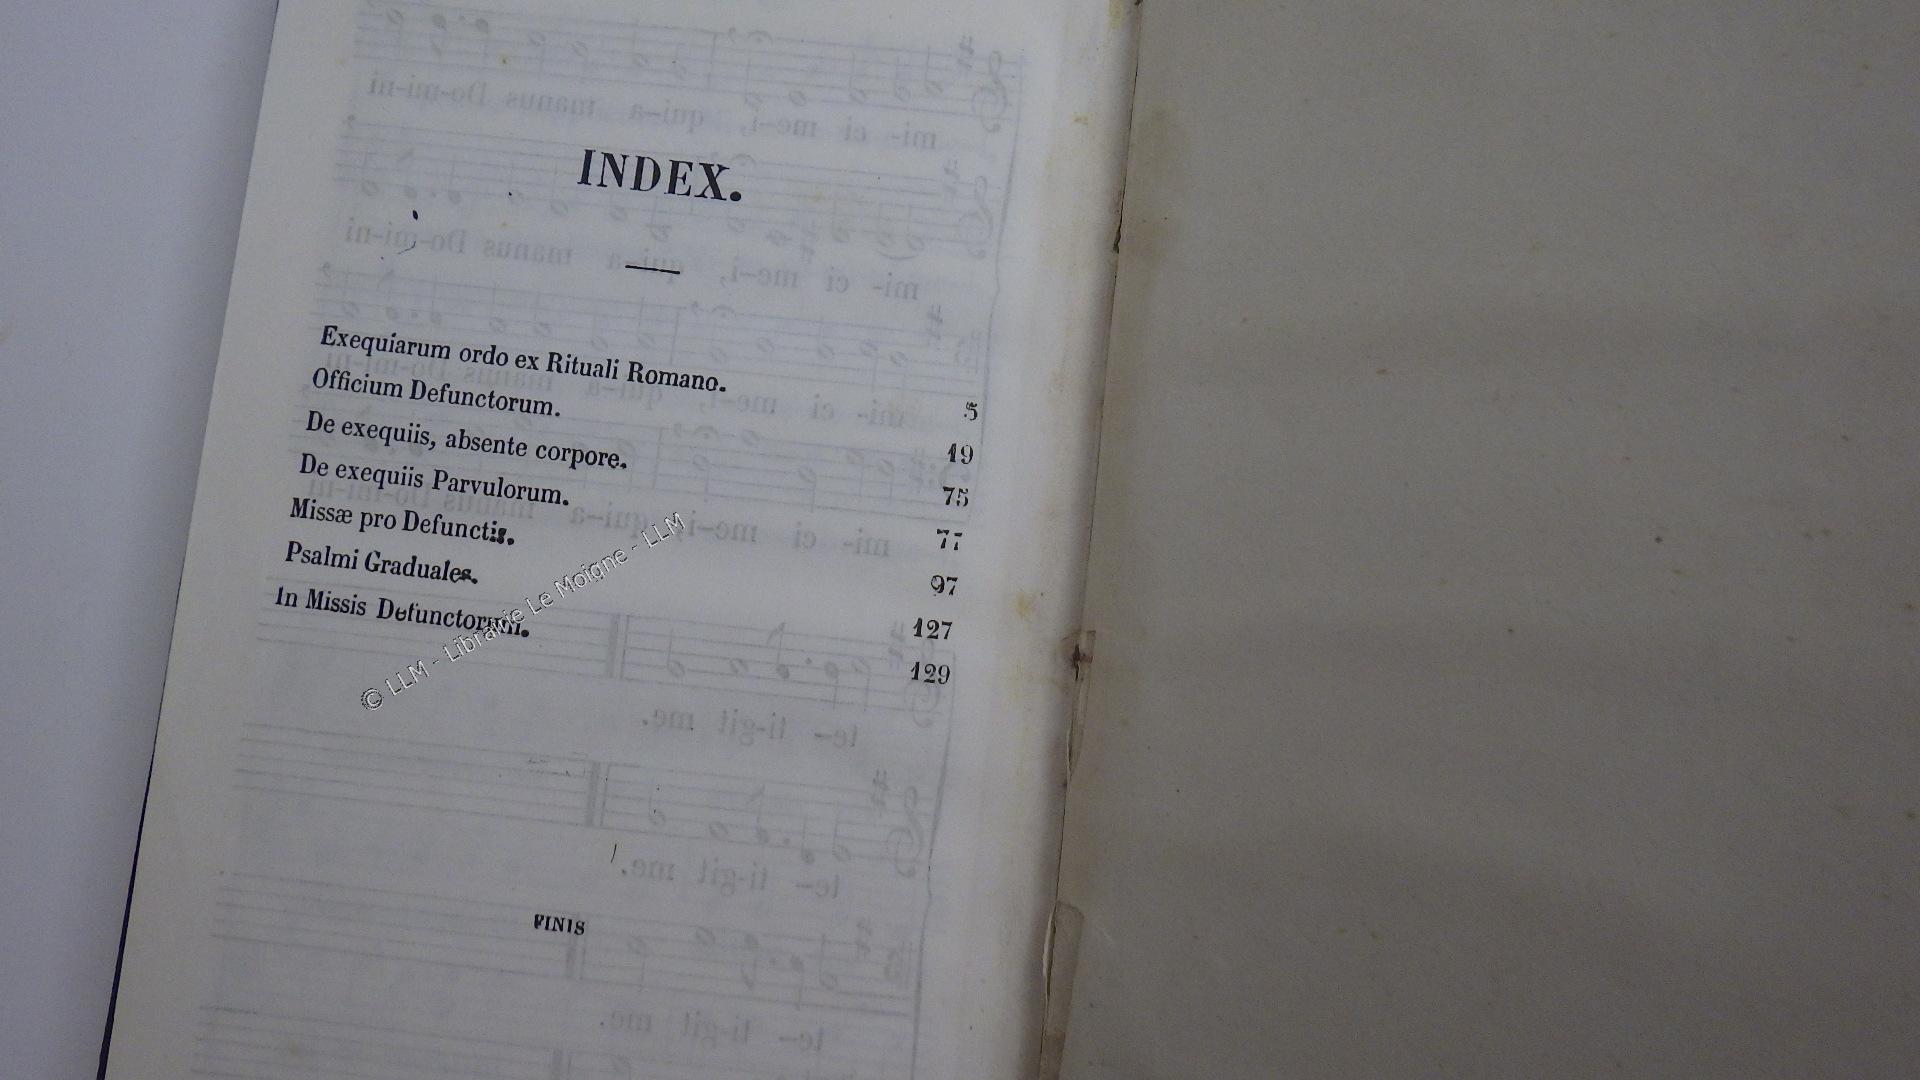 INDEX.
Exequiarum ordo ex Rituali Romano. 5
Officium Defunctorum. 19
De exequiis, absente corpore. 75
De exequiis Parvulorum. 77
Missæ pro Defunctis. 97
Psalmi Graduales. 127
In Missis Defunctorum. 129
© LLM - Librairie Le Moigne - LLM
FINIS